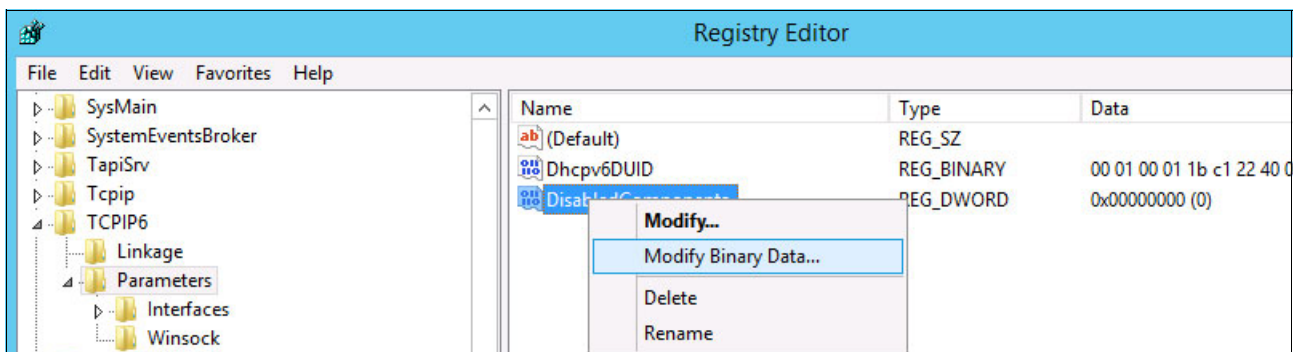 Registry Editor
File Edit View Favorites Help
SysMain
SystemEventsBroker
TapiSrv
Tcpip
TCPIP6
Linkage
Parameters
Interfaces
Winsock
Name Type Data
(Default) REG_SZ
Dhcpv6DUID REG_BINARY 00 01 00 01 1b c1 22 40 0
DisabledComponents REG_DWORD 0x00000000 (0)
Modify...
Modify Binary Data...
Delete
Rename